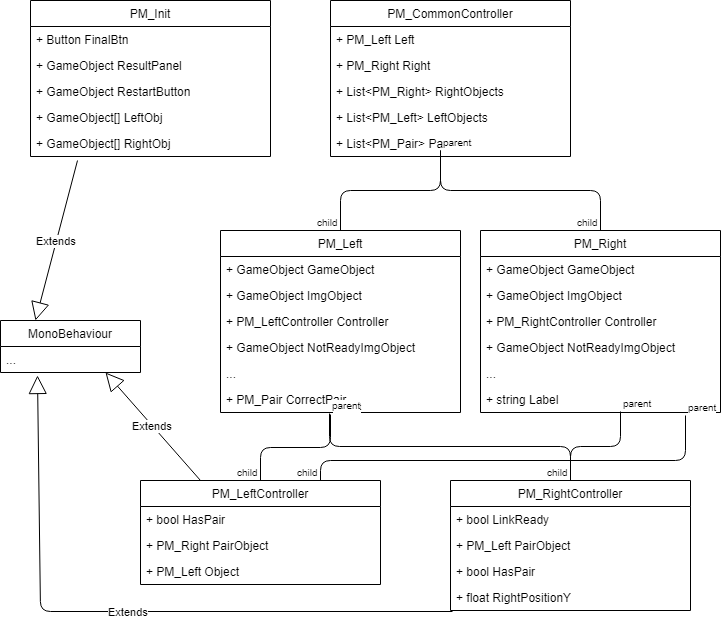 PM_Init
+ Button FinalBtn
+ GameObject ResultPanel
+ GameObject RestartButton
+ GameObject[] LeftObj
+ GameObject[] RightObj
PM_CommonController
+ PM_Left Left
+ PM_Right Right
+ List<PM_Right> RightObjects
+ List<PM_Left> LeftObjects
+ List<PM_Pair>
parent
Extends
child
child
PM_Left
+ GameObject GameObject
+ GameObject ImgObject
+ PM_LeftController Controller
+ GameObject NotReadyImgObject
...
+ PM_Pair CorrectPair
parent
PM_Right
+ GameObject GameObject
+ GameObject ImgObject
+ PM_RightController Controller
+ GameObject NotReadyImgObject
...
+ string Label
parent
parent
MonoBehaviour
...
Extends
child
child
child
PM_LeftController
+ bool HasPair
+ PM_Right PairObject
+ PM_Left Object
PM_RightController
+ bool LinkReady
+ PM_Left PairObject
+ bool HasPair
+ float RightPositionY
Extends